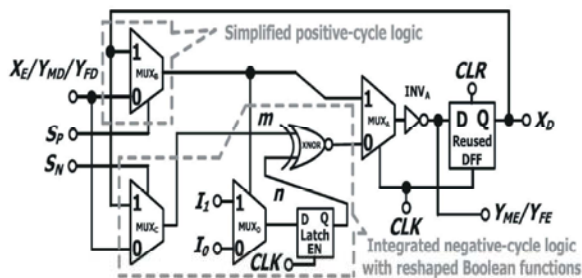 Simplified positive-cycle logic
1
MUX_B
0
X_E/Y_MD/Y_FD
S_P
S_N
m
XNOR
n
1
MUX_A
0
INV_A
CLR
D Q
Reused
DFF
X_D
CLK
Y_ME/Y_FE
1
MUX_C
0
I_1
I_0
1
MUX_D
0
D Q
Latch
EN
CLK
Integrated negative-cycle logic
with reshaped Boolean functions